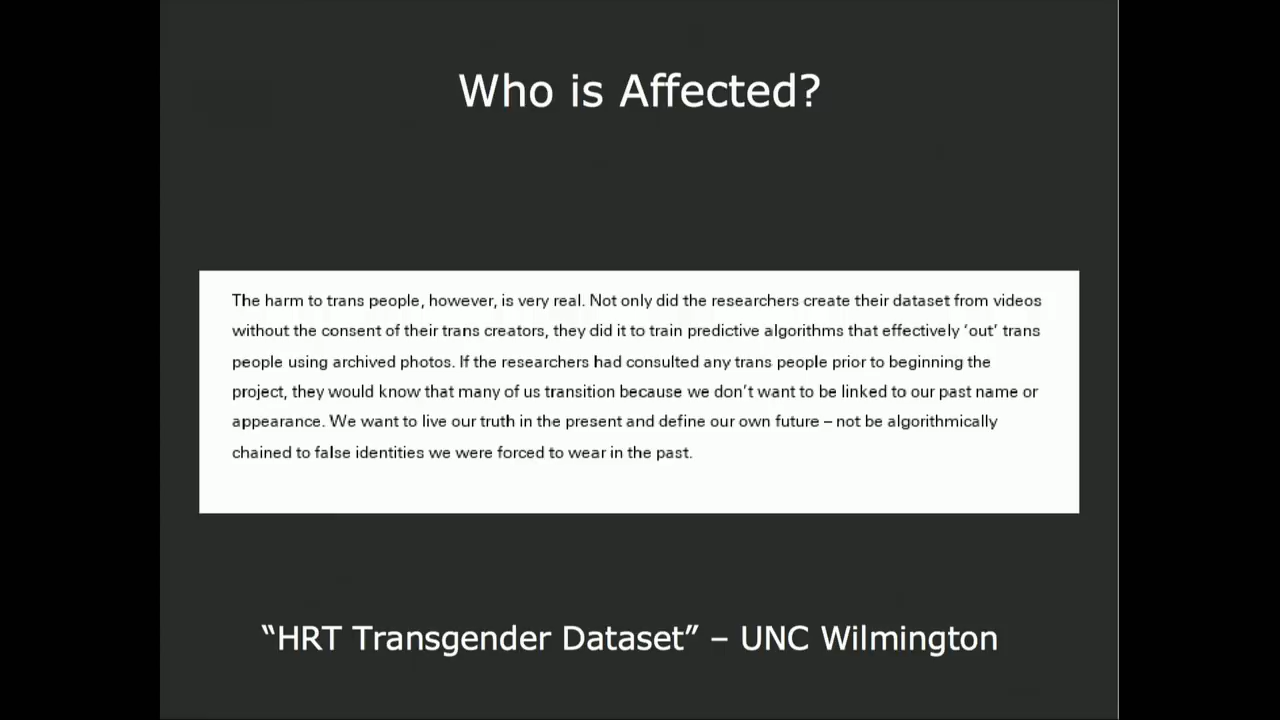 Who is Affected?
The harm to trans people, however, is very real. Not only did the researchers create their dataset from videos
without the consent of their trans creators, they did it to train predictive algorithms that effectively ‘out’ trans
people using archived photos. If the researchers had consulted any trans people prior to beginning the
project, they would know that many of us transition because we don’t want to be linked to our past name or
appearance. We want to live our truth in the present and define our own future – not be algorithmically
chained to false identities we were forced to wear in the past.
“HRT Transgender Dataset” – UNC Wilmington